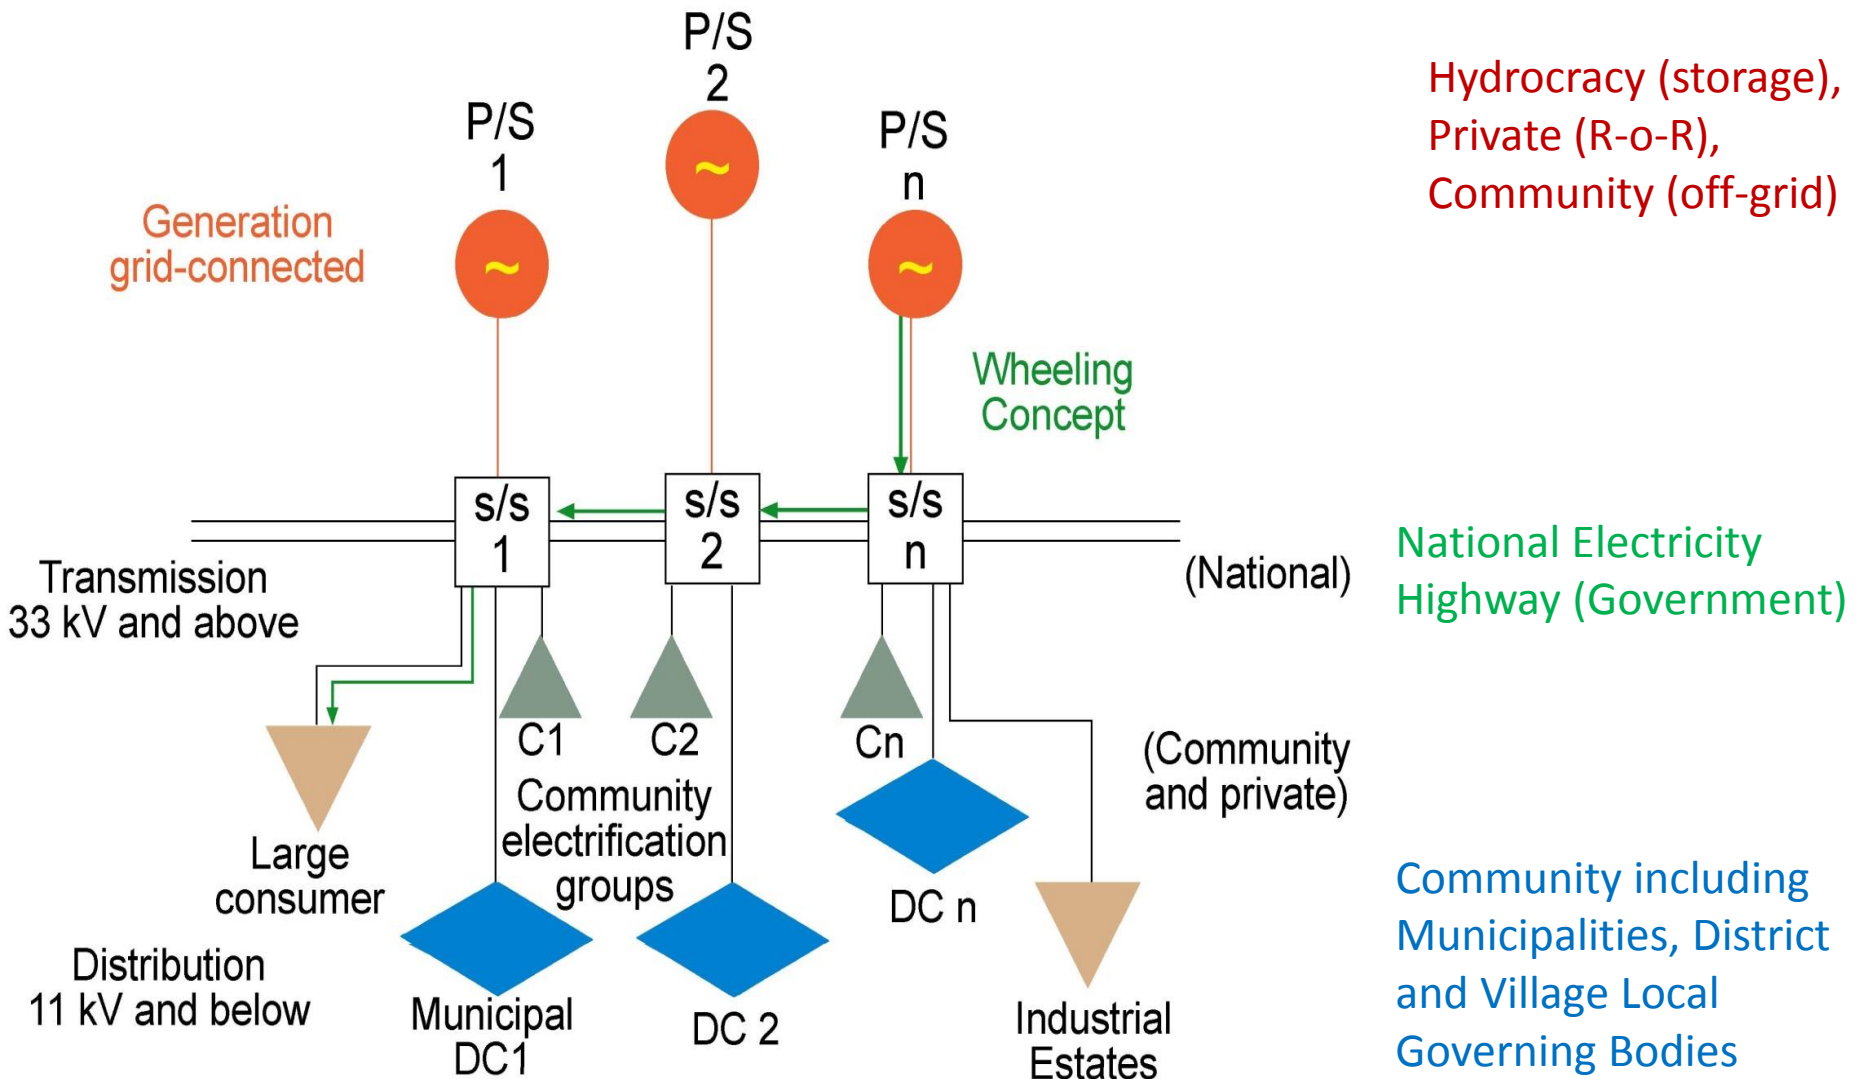 P/S
2
P/S
1
P/S
n
Hydrocracy (storage),
Private (R-o-R),
Community (off-grid)
Generation
grid-connected
~
~
~
Wheeling
Concept
s/s
1
s/s
2
s/s
n
Transmission
33 kV and above
(National)
National Electricity
Highway (Government)
C1
C2
Cn
Community
electrification
groups
(Community
and private)
Large
consumer
DC n
Distribution
11 kV and below
Municipal
DC1
DC 2
Industrial
Estates
Community including
Municipalities, District
and Village Local
Governing Bodies